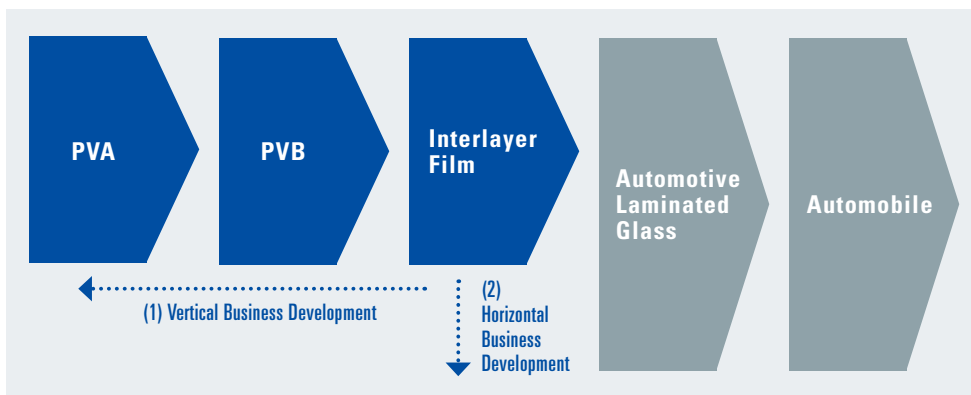 PVA
PVB
Interlayer
Film
Automotive
Laminated
Glass
Automobile
(1) Vertical Business Development
(2)
Horizontal
Business
Development